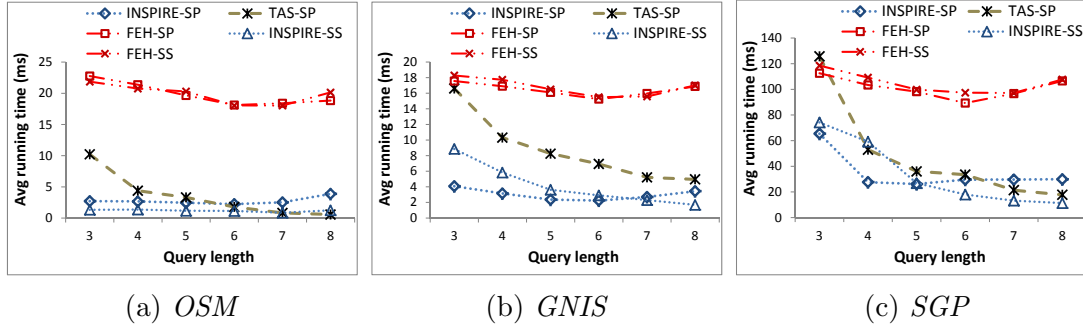 INSPIRE-SP TAS-SP
FEH-SP INSPIRE-SS
FEH-SS
Avg running time (ms)
25
20
15
10
5
0
3 4 5 6 7 8
Query length
(a) OSM
INSPIRE-SP TAS-SP
FEH-SP INSPIRE-SS
FEH-SS
Avg running time (ms)
20
18
16
14
12
10
8
6
4
2
0
3 4 5 6 7 8
Query length
(b) GNIS
INSPIRE-SP TAS-SP
FEH-SP INSPIRE-SS
FEH-SS
Avg running time (ms)
140
120
100
80
60
40
20
0
3 4 5 6 7 8
Query length
(c) SGP